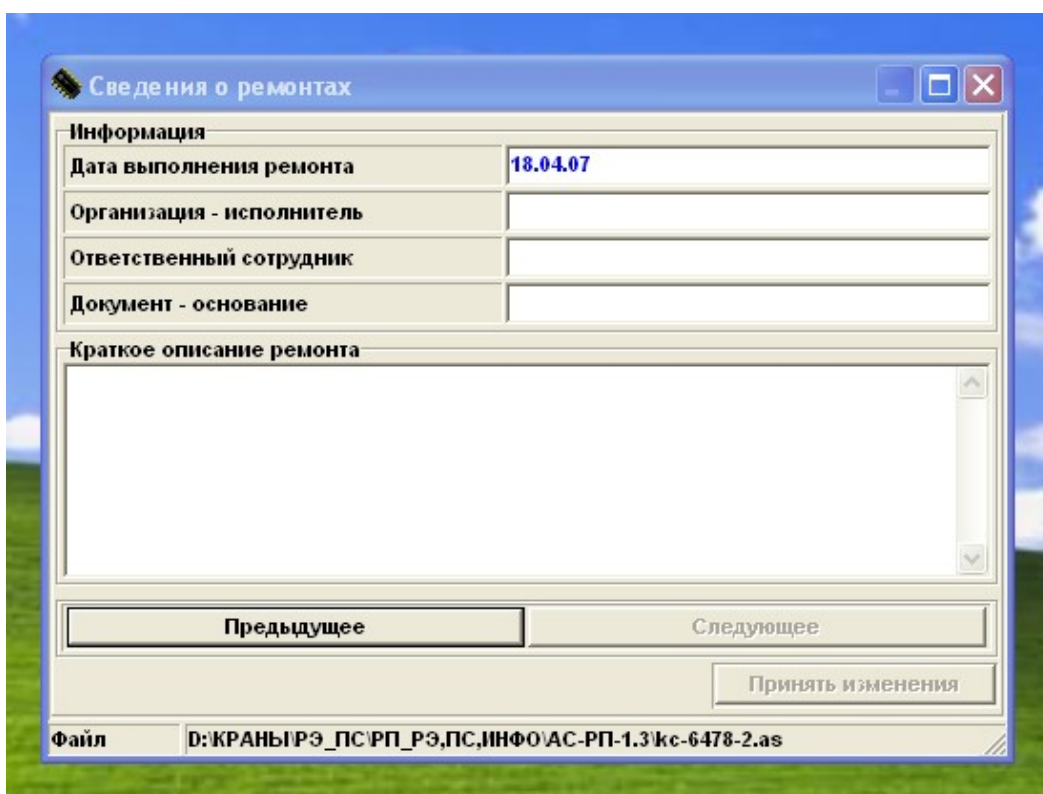 Сведения о ремонтах
Информация
Дата выполнения ремонта 18.04.07
Организация - исполнитель
Ответственный сотрудник
Документ - основание
Краткое описание ремонта
Предыдущее Следующее
Принять изменения
Файл D:\КРАНЫ\РЭ_ПС\РП_РЭ,ПС,ИНФО\АС-РП-1.3\kc-6478-2.as